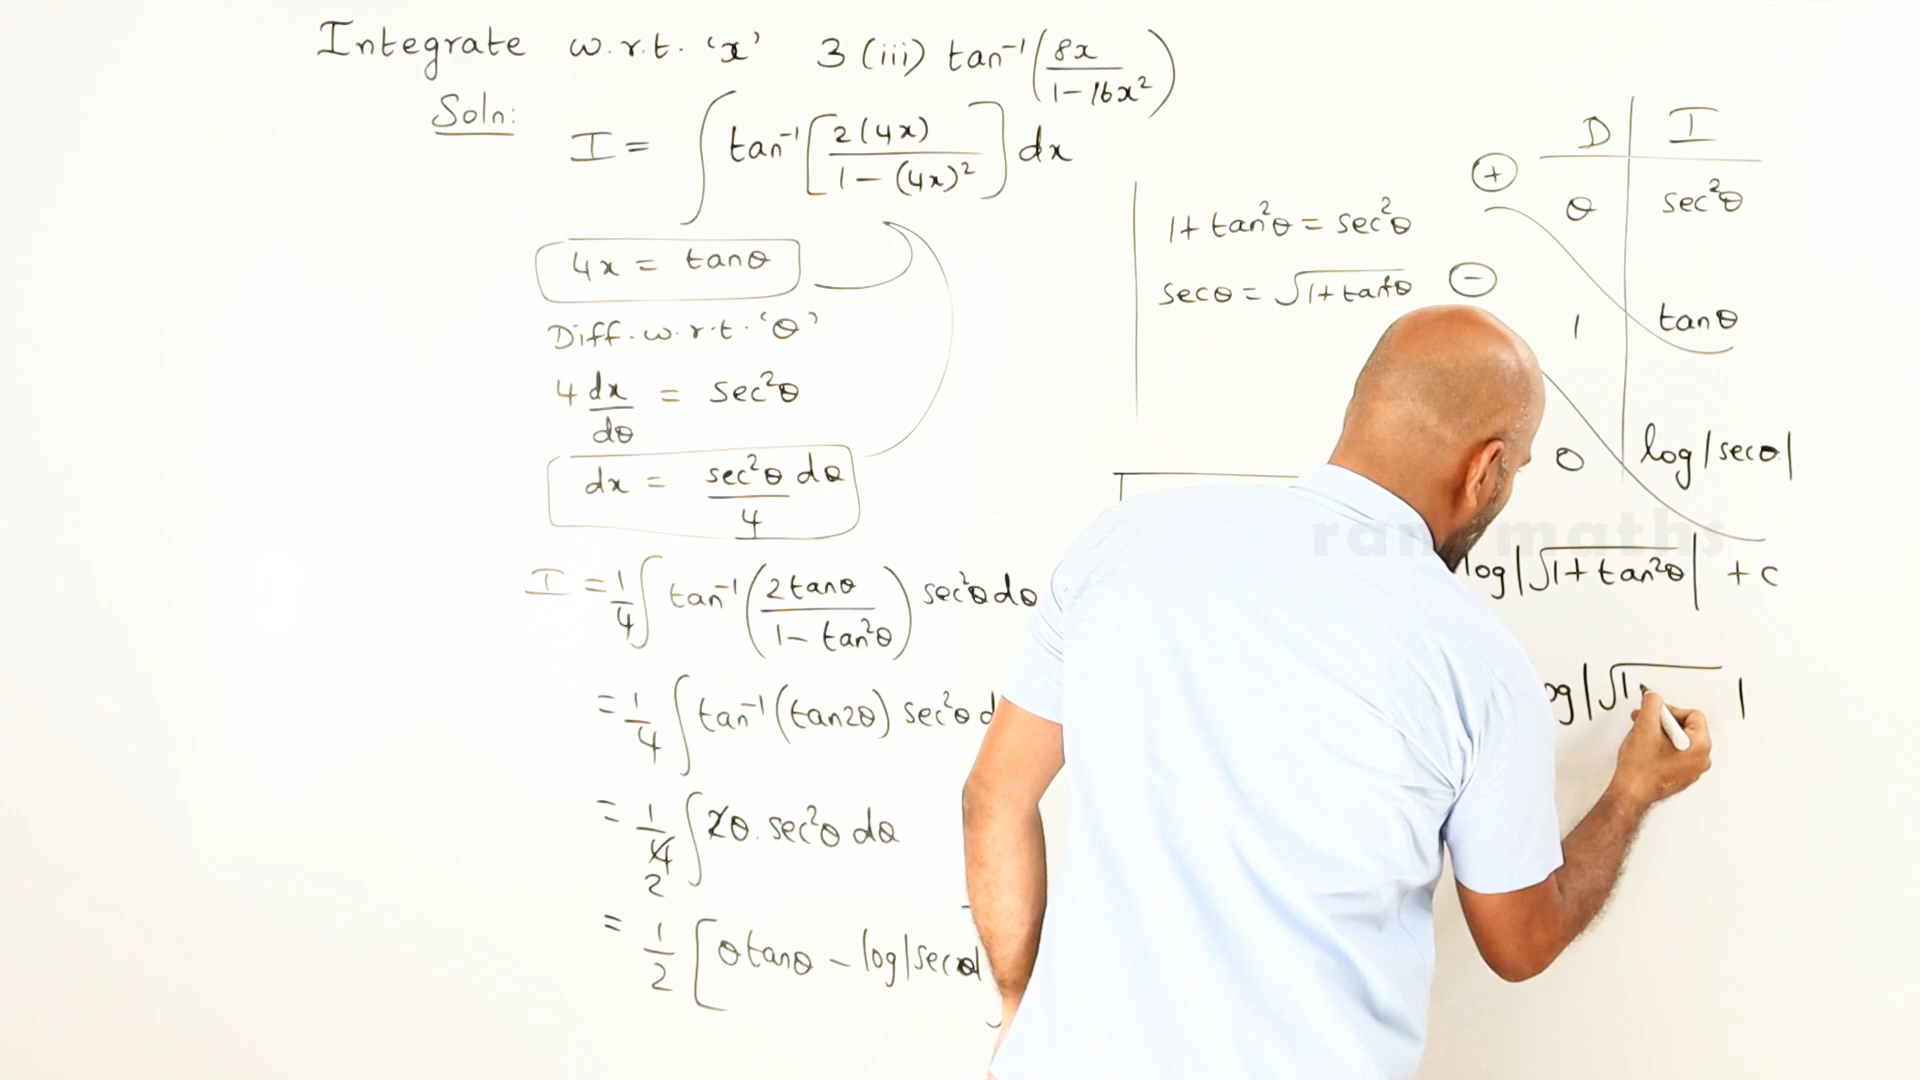 Integrate w.r.t. 'x' 3 (iii) tan⁻¹(8x/(1-16x²))
Soln:
I = ∫ tan⁻¹[2(4x)/(1-(4x)²)] dx
4x = tanθ
Diff. w.r.t. 'θ'
4 dx/dθ = sec²θ
dx = sec²θ dθ/4
I = 1/4 ∫ tan⁻¹(2tanθ/(1-tan²θ)) sec²θ dθ
= 1/4 ∫ tan⁻¹(tan2θ) sec²θ d
= 1/4 2 ∫ 2θ. sec²θ dθ
= 1/2 [θtanθ - log|secθ|
1+tan²θ = sec²θ
secθ = √1+tan²θ
D I
+ θ sec²θ
- 1 tanθ
0 log|secθ|
log|√1+tan²θ| + c
og|√1 |